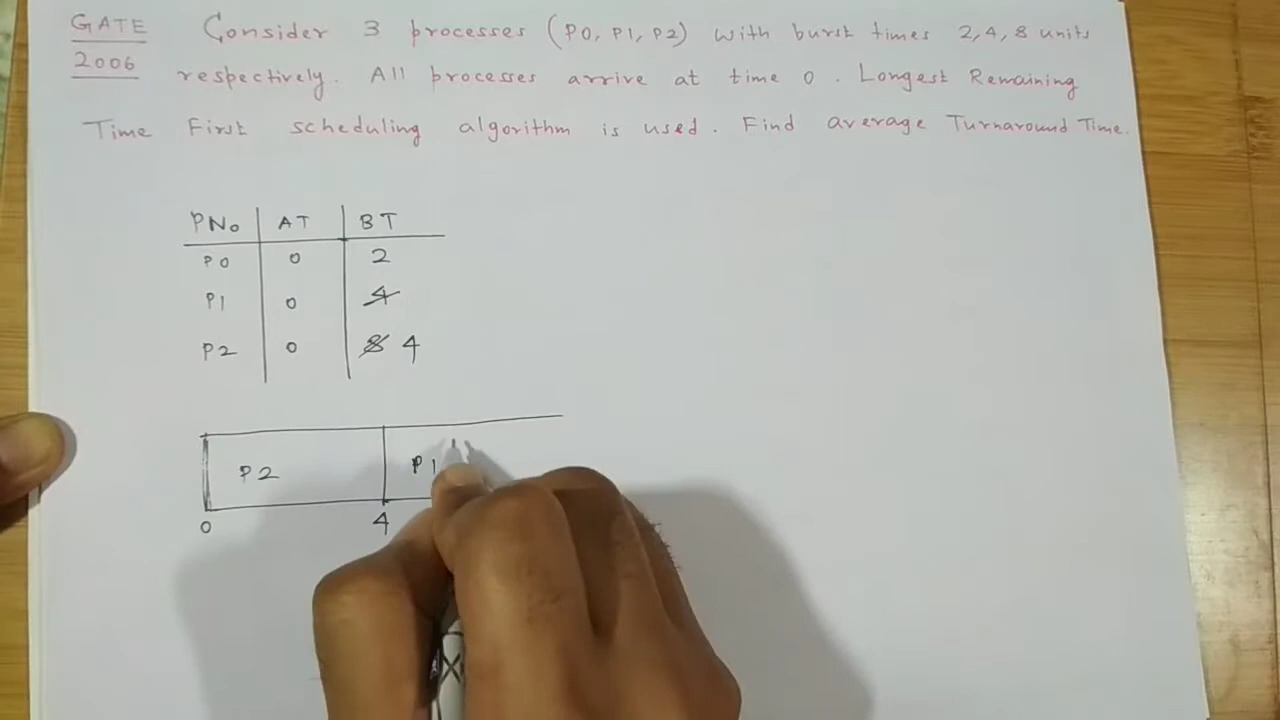 GATE 2006
Consider 3 processes (P0, P1, P2) with burst times 2,4,8 units
respectively. All processes arrive at time 0. Longest Remaining
Time First scheduling algorithm is used. Find average Turnaround Time.
PNo AT BT
P0 0 2
P1 0 4
P2 0 8 4
P2 P1
0 4